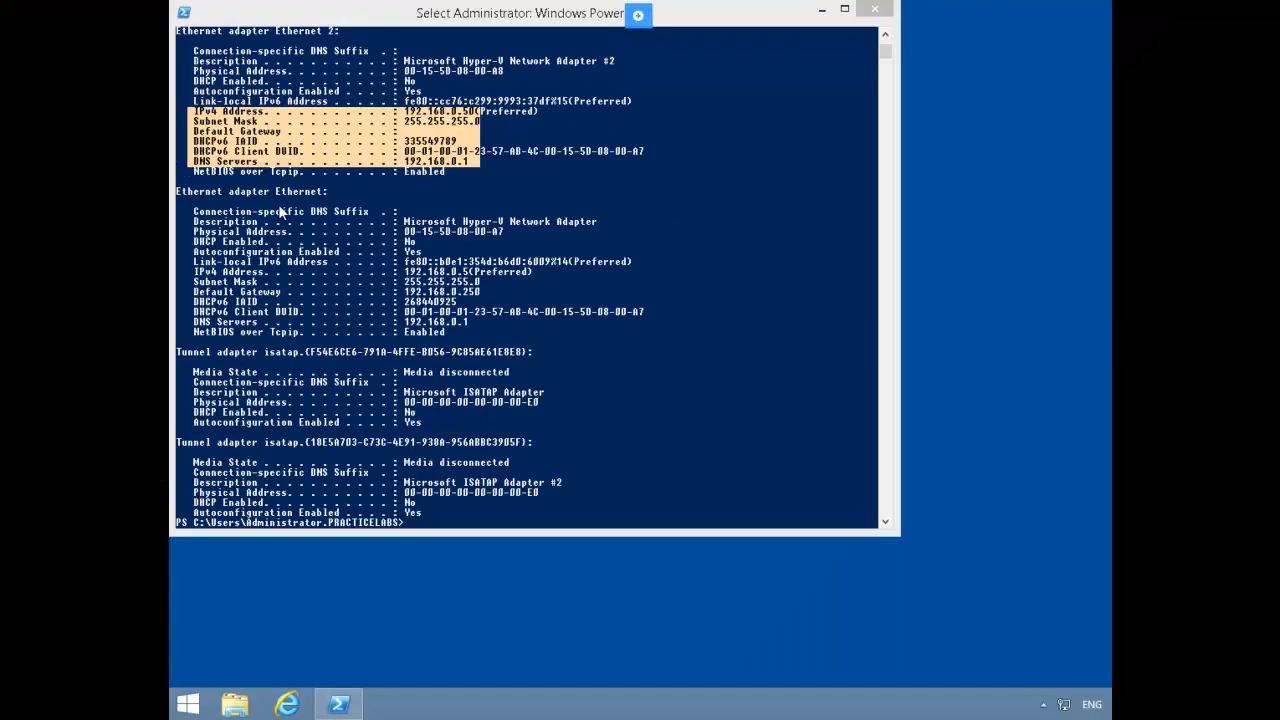 Select Administrator: Windows Power
Ethernet adapter Ethernet 2:
Connection-specific DNS Suffix . :
Description . . . . . . . . . . . : Microsoft Hyper-V Network Adapter #2
Physical Address. . . . . . . . . : 00-15-5D-08-00-A8
DHCP Enabled. . . . . . . . . . . : No
Autoconfiguration Enabled . . . . : Yes
Link-local IPv6 Address . . . . . : fe80::cc76:c299:9993:37df%15(Preferred)
IPv4 Address. . . . . . . . . . . : 192.168.0.50(Preferred)
Subnet Mask . . . . . . . . . . . : 255.255.255.0
Default Gateway . . . . . . . . . :
DHCPv6 IAID . . . . . . . . . . . : 335549789
DHCPv6 Client DUID. . . . . . . . : 00-01-00-01-23-57-AB-4C-00-15-5D-08-00-A7
DNS Servers . . . . . . . . . . . : 192.168.0.1
NetBIOS over Tcpip. . . . . . . . : Enabled
Ethernet adapter Ethernet:
Connection-specific DNS Suffix . :
Description . . . . . . . . . . . : Microsoft Hyper-V Network Adapter
Physical Address. . . . . . . . . : 00-15-5D-08-00-A7
DHCP Enabled. . . . . . . . . . . : No
Autoconfiguration Enabled . . . . : Yes
Link-local IPv6 Address . . . . . : fe80::b0e1:354d:b6d0:6009%14(Preferred)
IPv4 Address. . . . . . . . . . . : 192.168.0.5(Preferred)
Subnet Mask . . . . . . . . . . . : 255.255.255.0
Default Gateway . . . . . . . . . : 192.168.0.250
DHCPv6 IAID . . . . . . . . . . . : 268440925
DHCPv6 Client DUID. . . . . . . . : 00-01-00-01-23-57-AB-4C-00-15-5D-08-00-A7
DNS Servers . . . . . . . . . . . : 192.168.0.1
NetBIOS over Tcpip. . . . . . . . : Enabled
Tunnel adapter isatap.{F54E6CE6-791A-4FFE-B056-9C85AE61E8E8}:
Media State . . . . . . . . . . . : Media disconnected
Connection-specific DNS Suffix . :
Description . . . . . . . . . . . : Microsoft ISATAP Adapter
Physical Address. . . . . . . . . : 00-00-00-00-00-00-00-E0
DHCP Enabled. . . . . . . . . . . : No
Autoconfiguration Enabled . . . . : Yes
Tunnel adapter isatap.{18E5A703-C73C-4E91-938A-956ABBC3905F}:
Media State . . . . . . . . . . . : Media disconnected
Connection-specific DNS Suffix . :
Description . . . . . . . . . . . : Microsoft ISATAP Adapter #2
Physical Address. . . . . . . . . : 00-00-00-00-00-00-00-E0
DHCP Enabled. . . . . . . . . . . : No
Autoconfiguration Enabled . . . . : Yes
PS C:\Users\Administrator.PRACTICELABS>
ENG